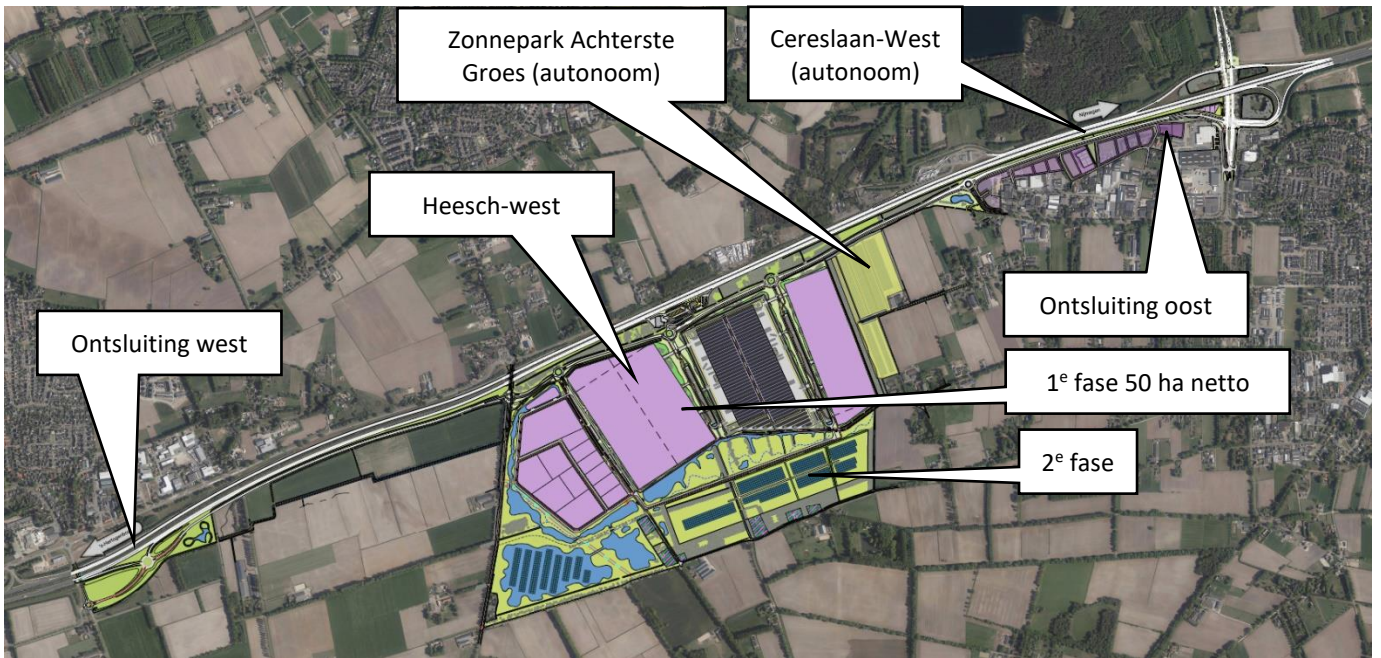 Zonnepark Achterste
Groes (autonoom)
Cereslaan-West
(autonoom)
Nijmegen
Heesch-west
Ontsluiting west
Ontsluiting oost
1e fase 50 ha netto
2e fase